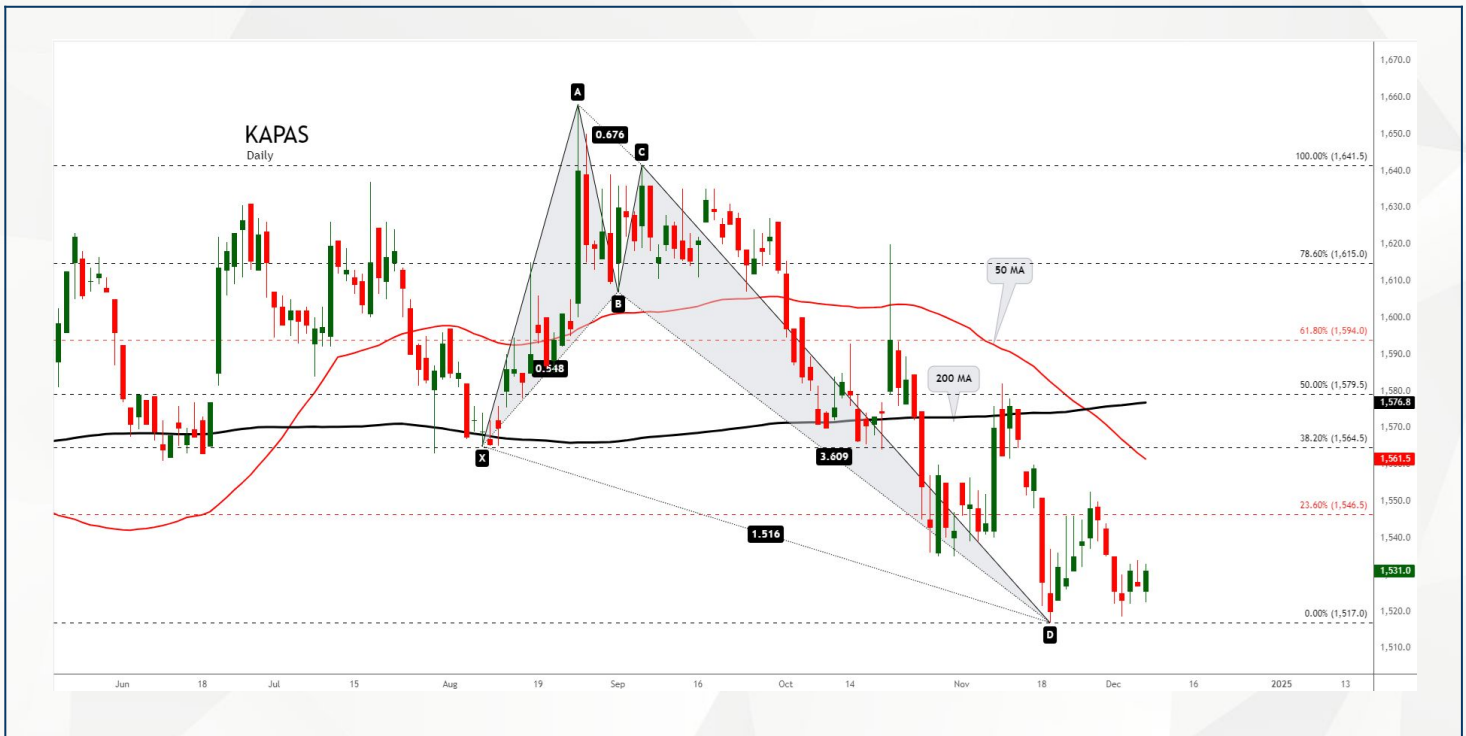 KAPAS
Daily
A
0.676
C
B
0.548
X
3.609
1.516
D
50 MA
200 MA
100.00% (1,641.5)
78.60% (1,615.0)
61.80% (1,594.0)
50.00% (1,579.5)
38.20% (1,564.5)
23.60% (1,546.5)
0.00% (1,517.0)
1,670.0
1,660.0
1,650.0
1,640.0
1,630.0
1,620.0
1,610.0
1,600.0
1,590.0
1,580.0
1,576.8
1,570.0
1,561.5
1,550.0
1,540.0
1,531.0
1,520.0
1,510.0
Jun 18 Jul 15 Aug 19 Sep 16 Oct 14 Nov 18 Dec 16 2025 13